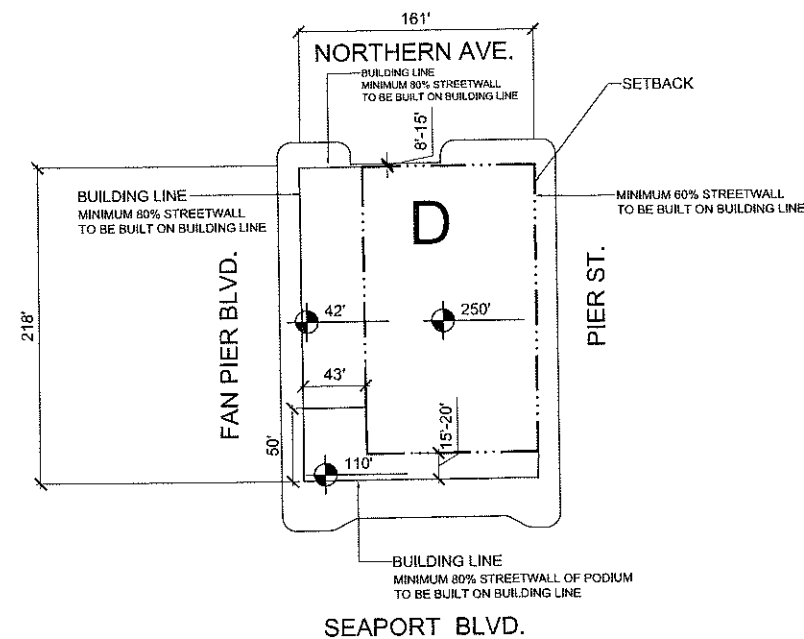 161'
NORTHERN AVE.
BUILDING LINE
MINIMUM 80% STREETWALL
TO BE BUILT ON BUILDING LINE
SETBACK
8'-15'
BUILDING LINE
MINIMUM 80% STREETWALL
TO BE BUILT ON BUILDING LINE
MINIMUM 60% STREETWALL
TO BE BUILT ON BUILDING LINE
D
FAN PIER BLVD.
PIER ST.
218'
42'
250'
43'
50'
15'-20'
110'
BUILDING LINE
MINIMUM 80% STREETWALL OF PODIUM
TO BE BUILT ON BUILDING LINE
SEAPORT BLVD.